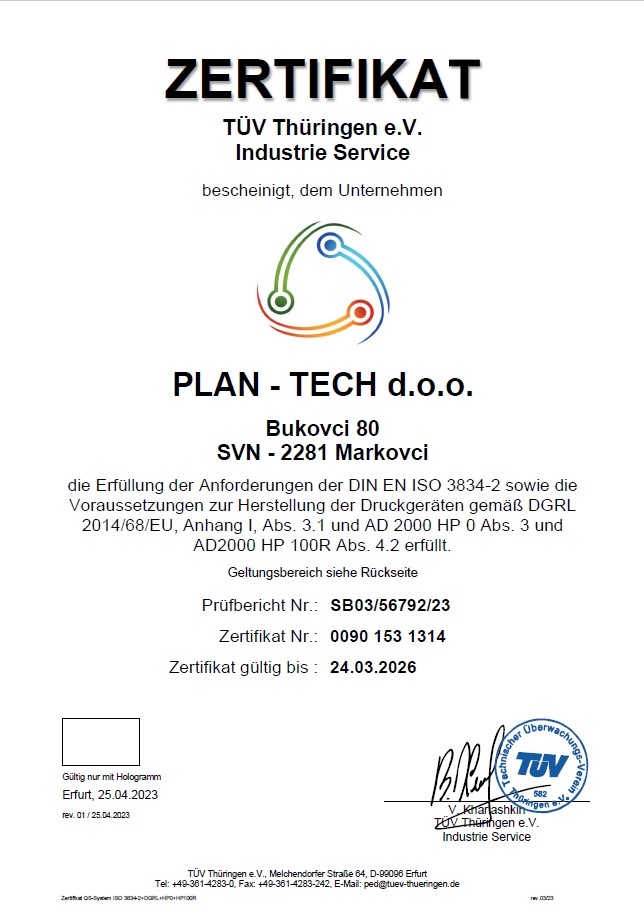 ZERTIFIKAT
TÜV Thüringen e.V.
Industrie Service
bescheinigt, dem Unternehmen
PLAN - TECH d.o.o.
Bukovci 80
SVN - 2281 Markovci
die Erfüllung der Anforderungen der DIN EN ISO 3834-2 sowie die
Voraussetzungen zur Herstellung der Druckgeräten gemäß DGRL
2014/68/EU, Anhang I, Abs. 3.1 und AD 2000 HP 0 Abs. 3 und
AD2000 HP 100R Abs. 4.2 erfüllt.
Geltungsbereich siehe Rückseite
Prüfbericht Nr.: SB03/56792/23
Zertifikat Nr.: 0090 153 1314
Zertifikat gültig bis : 24.03.2026
Gültig nur mit Hologramm
Erfurt, 25.04.2023
rev. 01 / 25.04.2023
Technischer Überwachungs-Verein
TÜV
582
Thüringen e.V.
V. Khanashkin
TÜV Thüringen e.V.
Industrie Service
TÜV Thüringen e.V., Melchendorfer Straße 64, D-99096 Erfurt
Tel: +49-361-4283-0, Fax: +49-361-4283-242, E-Mail: ped@tuev-thueringen.de
Zertifikat QS-System ISO 3834-2+DGRL+HP0+HP100R
rev. 03/23